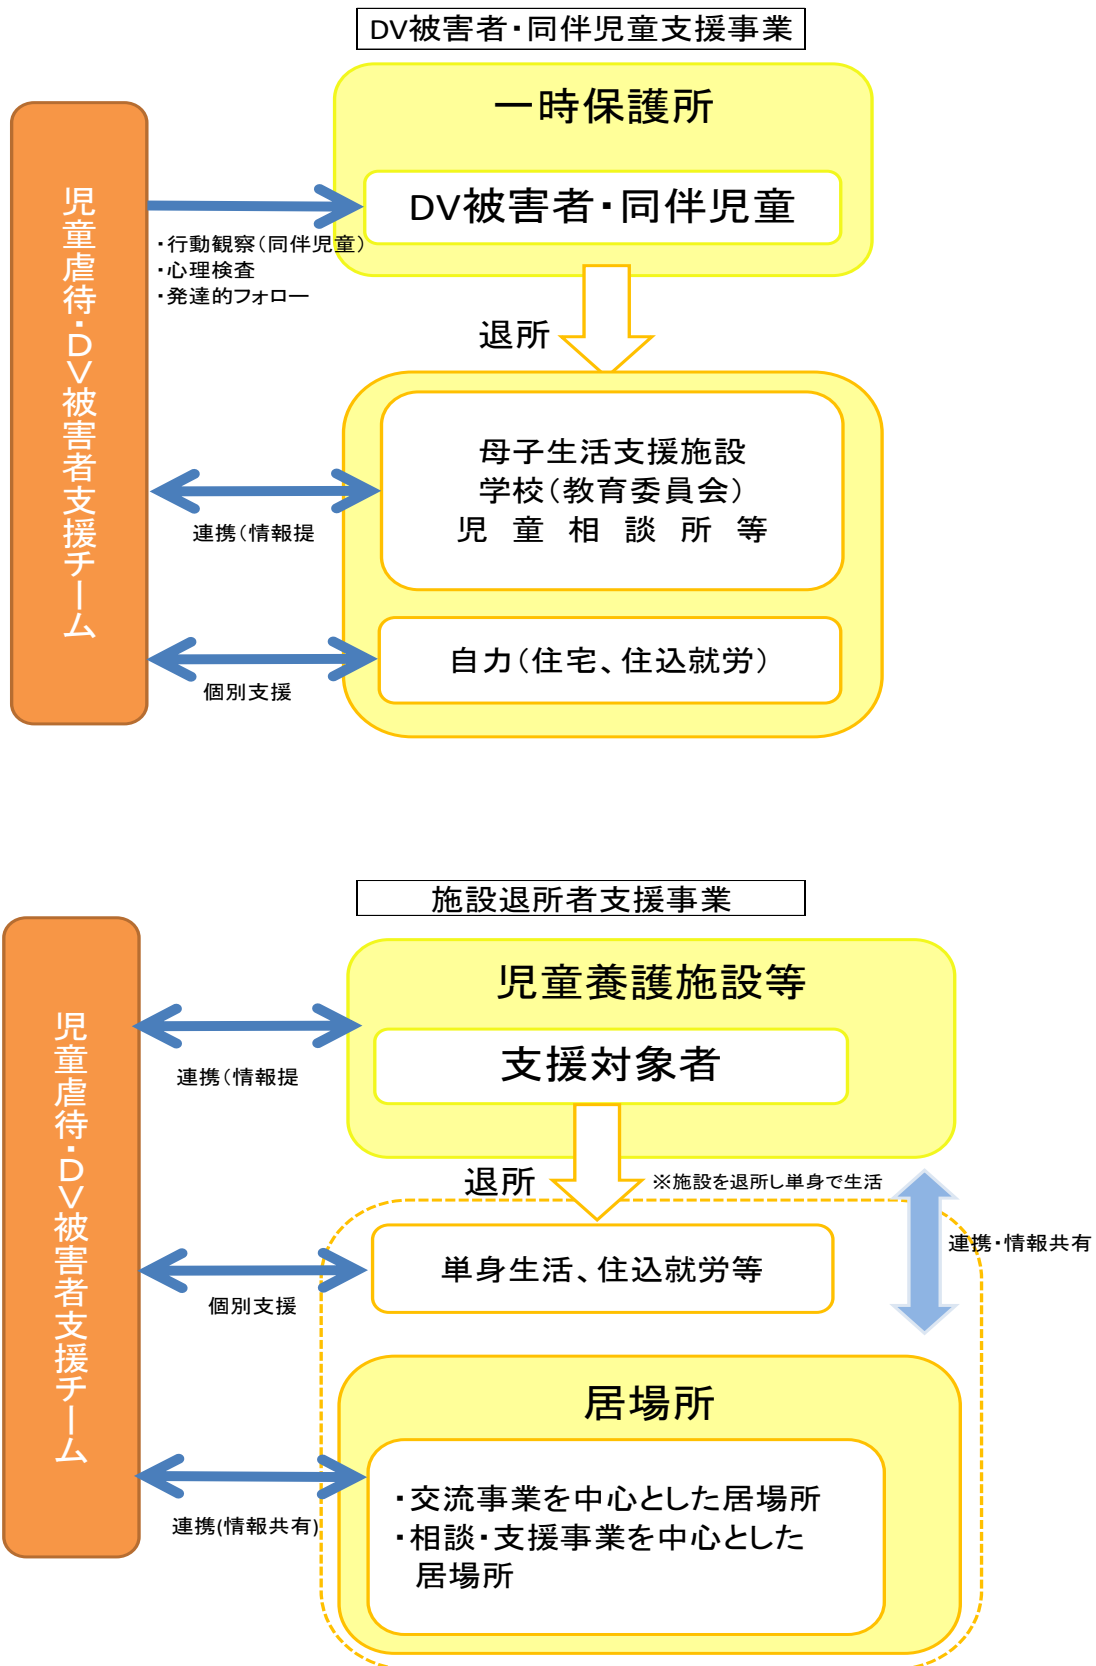 DV被害者・同伴児童支援事業
一時保護所
DV被害者・同伴児童
児童虐待・DV被害者支援チーム
・行動観察（同伴児童）
・心理検査
・発達的フォロー
退所
母子生活支援施設
学校（教育委員会）
児　童　相　談　所　等
連携（情報提
自力（住宅、住込就労）
個別支援
施設退所者支援事業
児童養護施設等
支援対象者
児童虐待・DV被害者支援チーム
連携（情報提
退所
※施設を退所し単身で生活
連携・情報共有
単身生活、住込就労等
個別支援
居場所
・交流事業を中心とした居場所
・相談・支援事業を中心とした
居場所
連携(情報共有)